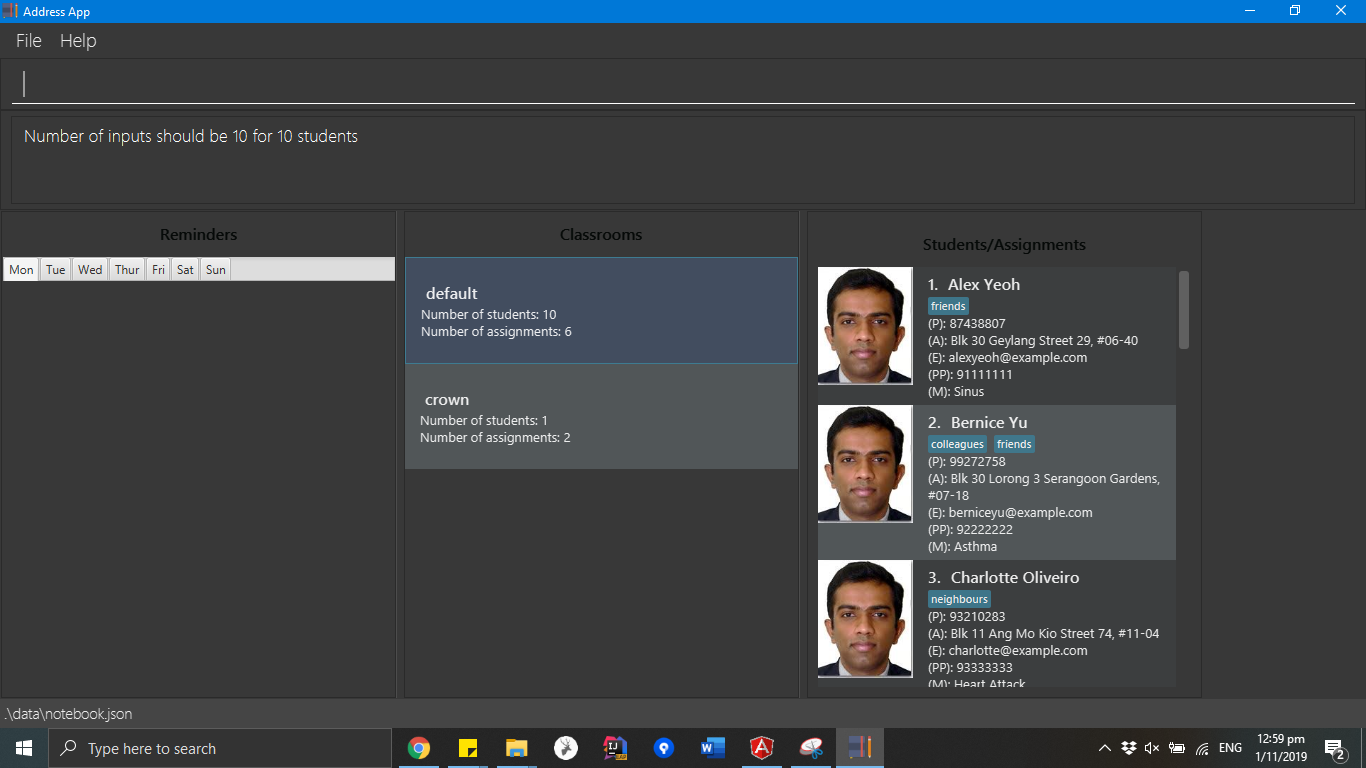 Address App
File Help
Number of inputs should be 10 for 10 students
Reminders
Mon Tue Wed Thur Fri Sat Sun
Classrooms
default
Number of students: 10
Number of assignments: 6
crown
Number of students: 1
Number of assignments: 2
Students/Assignments
1. Alex Yeoh
friends
(P): 87438807
(A): Blk 30 Geylang Street 29, #06-40
(E): alexyeoh@example.com
(PP): 91111111
(M): Sinus
2. Bernice Yu
colleagues friends
(P): 99272758
(A): Blk 30 Lorong 3 Serangoon Gardens,
#07-18
(E): berniceyu@example.com
(PP): 92222222
(M): Asthma
3. Charlotte Oliveiro
neighbours
(P): 93210283
(A): Blk 11 Ang Mo Kio Street 74, #11-04
(E): charlotte@example.com
(PP): 93333333
(M): Heart Attack
.\data\notebook.json
Type here to search
ENG
12:59 pm
1/11/2019
2